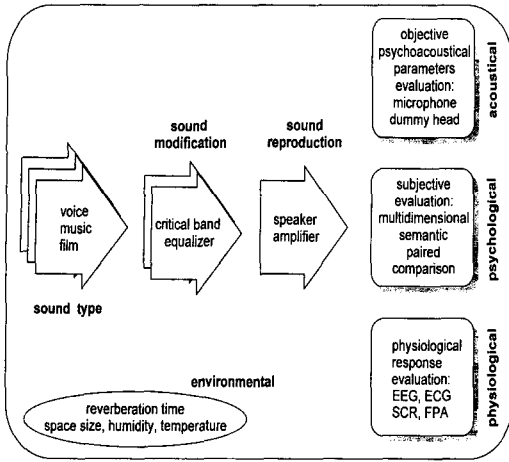 sound
modification
sound
reproduction
voice
music
film
sound type
critical band
equalizer
speaker
amplifier
objective
psychoacoustical
parameters
evaluation:
microphone
dummy head
acoustical
subjective
evaluation:
multidimensional
semantic
paired
comparison
psychological
physiological
response
evaluation:
EEG, ECG
SCR, FPA
physiological
environmental
reverberation time
space size, humidity, temperature